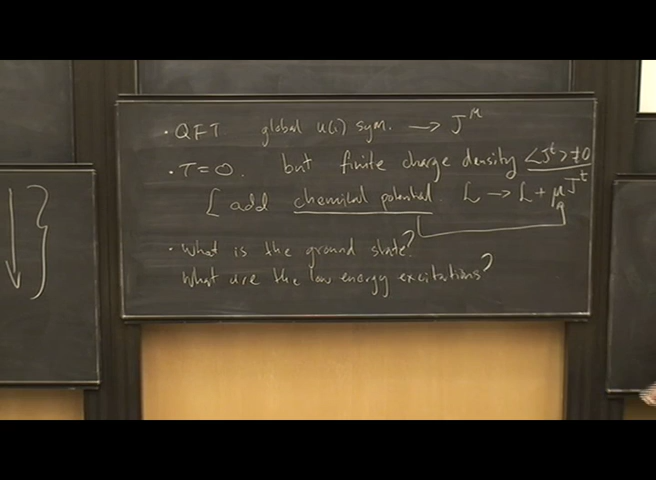 · QFT global U(1) sym. → J^μ
· T=0. but finite charge density <J^t> ≠0
[ add chemical potential. L → L + μ J^t
· What is the ground state?
What are the low energy excitations?